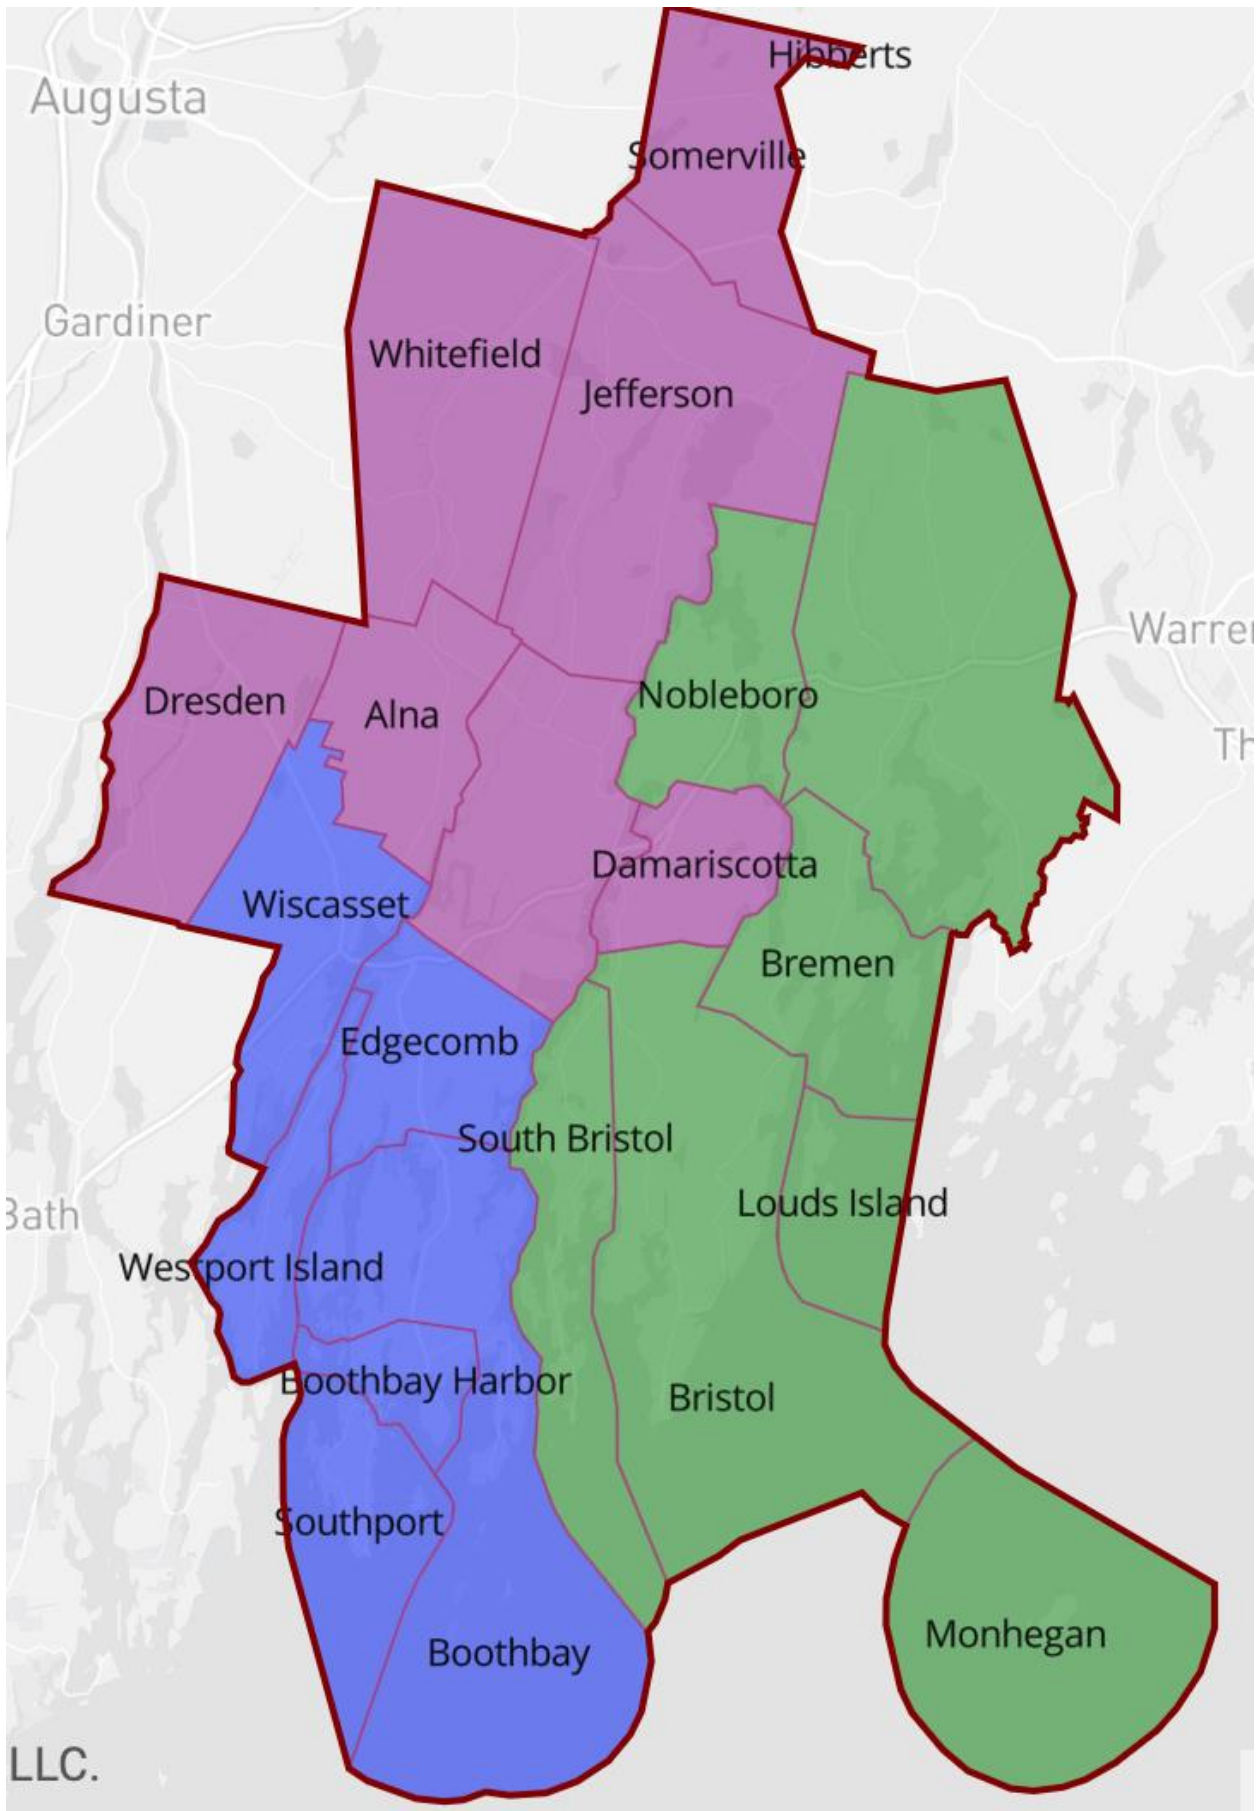 Hibberts
Augusta
Somerville
Gardiner
Whitefield
Jefferson
Warren
Dresden
Alna
Nobleboro
Th
Damariscotta
Wiscasset
Bremen
Edgecomb
South Bristol
Louds Island
Bath
Westport Island
Boothbay Harbor
Bristol
Southport
Monhegan
Boothbay
LLC.